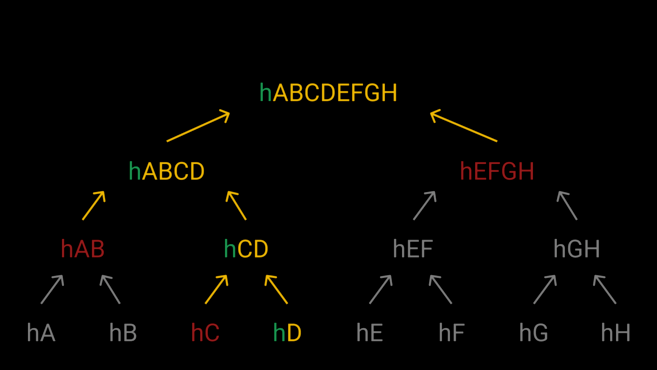 hABCDEFGH
hABCD hEFGH
hAB hCD hEF hGH
hA hB hC hD hE hF hG hH